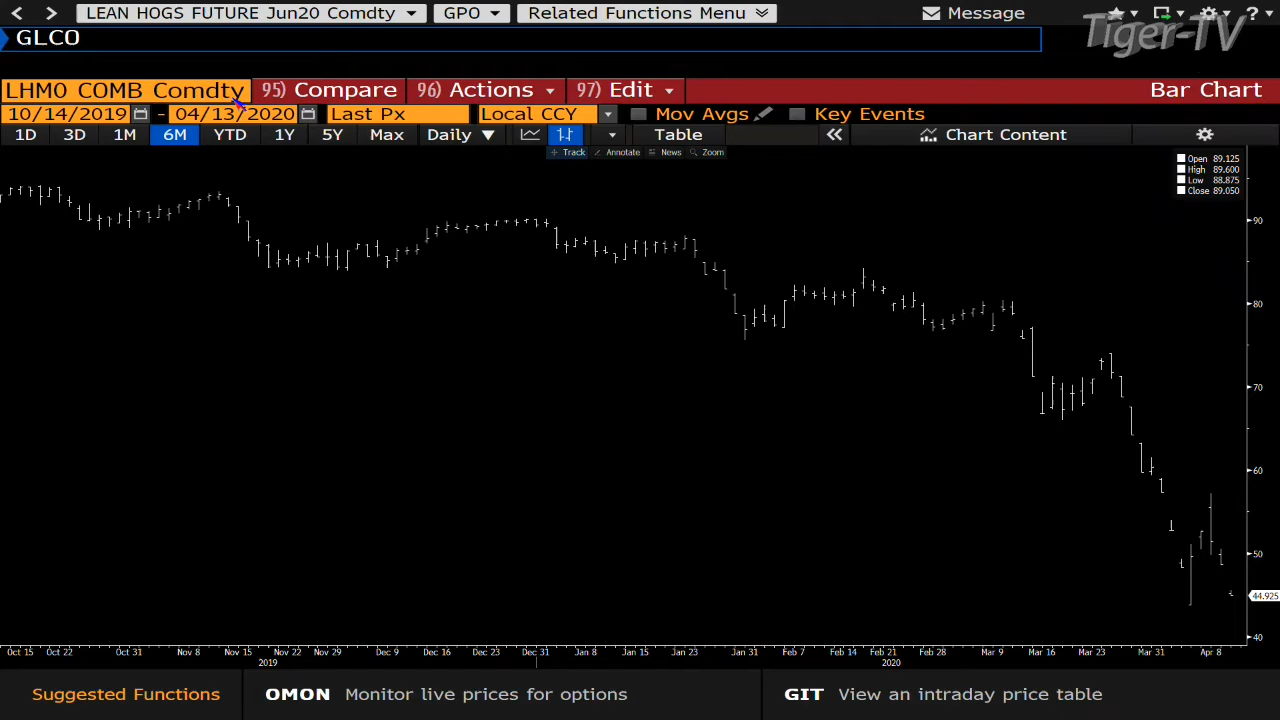 LEAN HOGS FUTURE Jun20 Comdty GPO Related Functions Menu Message ?
GLCO
Tiger-TV
LHM0 COMB Comdty 95) Compare 96) Actions 97) Edit Bar Chart
10/14/2019 - 04/13/2020 Last Px Local CCY Mov Avgs Key Events
1D 3D 1M 6M YTD 1Y 5Y Max Daily Table Chart Content
Track Annotate News Zoom
Open 89.125
High 89.600
Low 88.875
Close 89.050
90
80
70
60
50
44.925
40
Oct 15 Oct 22 Oct 31 Nov 8 Nov 15 Nov 22 Nov 29 Dec 9 Dec 16 Dec 23 Dec 31 Jan 8 Jan 15 Jan 23 Jan 31 Feb 7 Feb 14 Feb 21 Feb 28 Mar 9 Mar 16 Mar 23 Mar 31 Apr 8
2019 2020
Suggested Functions OMON Monitor live prices for options GIT View an intraday price table